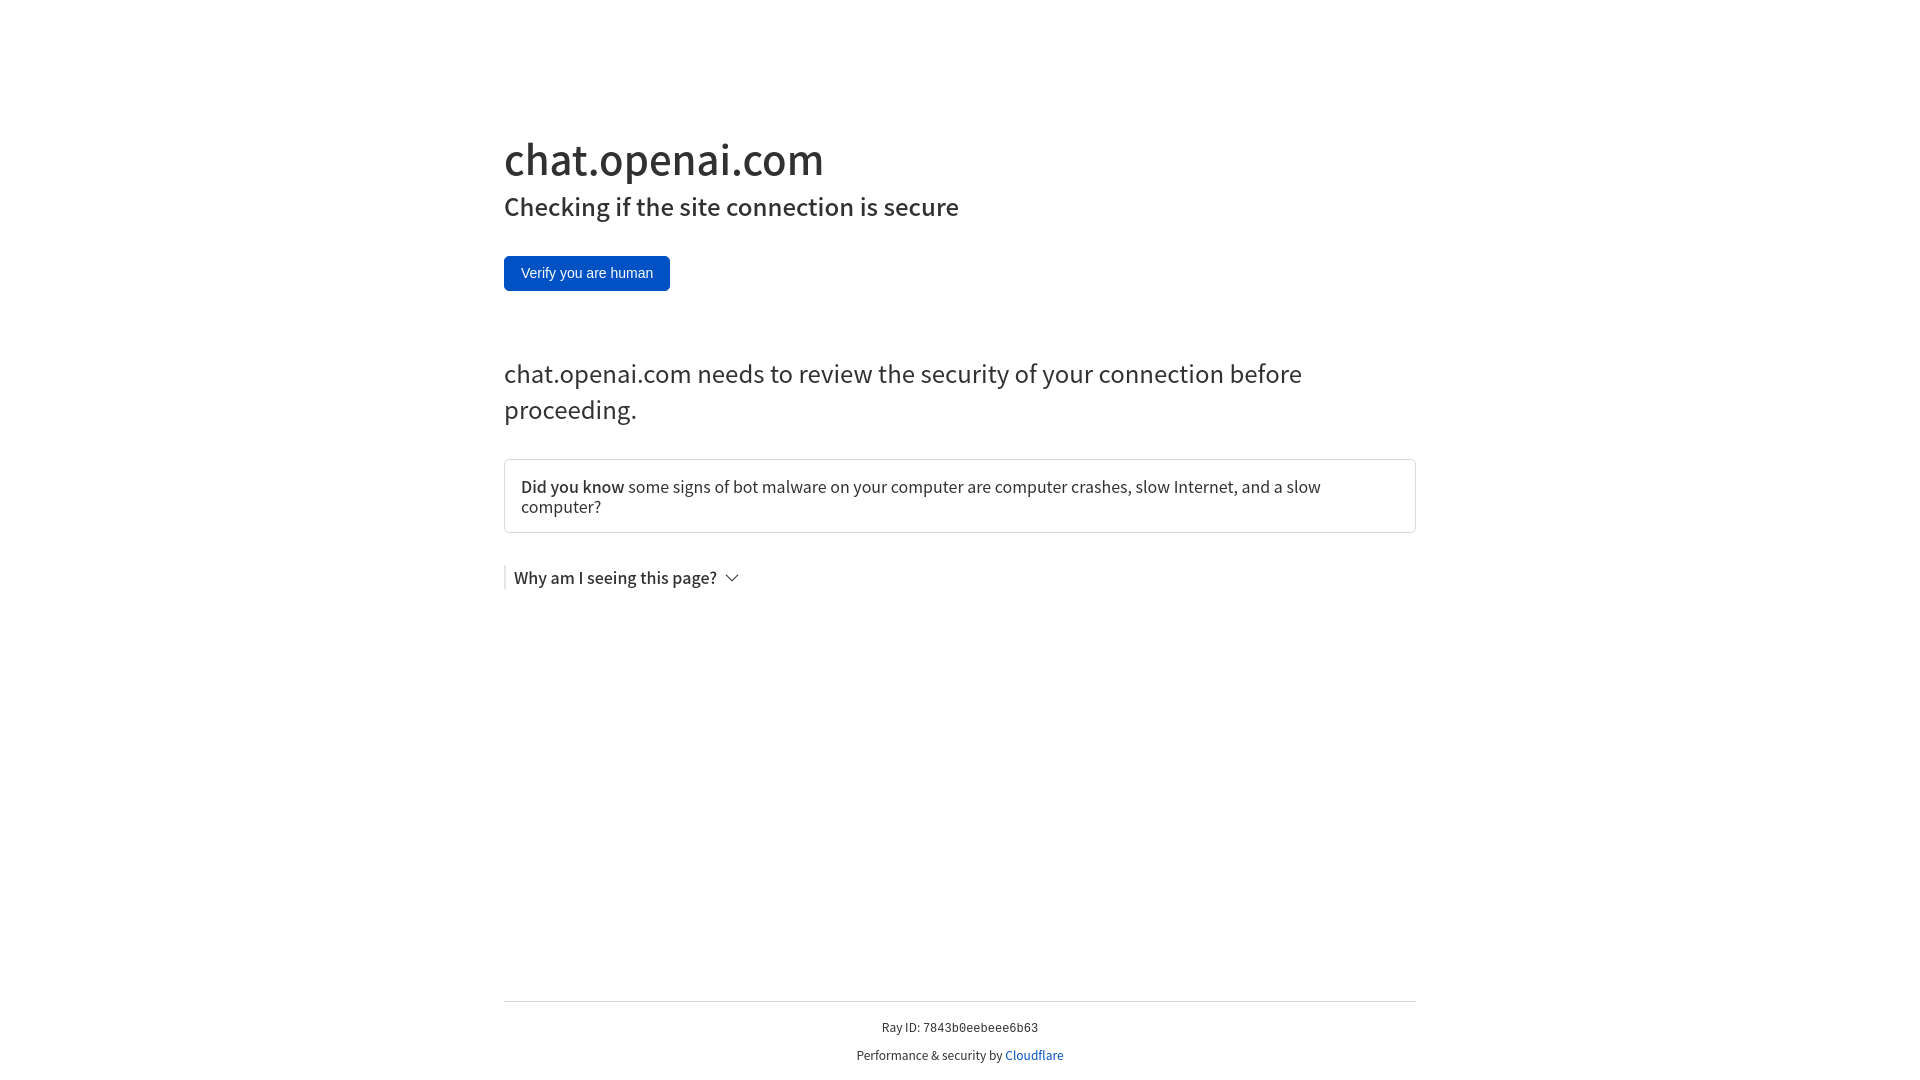 chat.openai.com
Checking if the site connection is secure
Verify you are human
chat.openai.com needs to review the security of your connection before
proceeding.
Did you know some signs of bot malware on your computer are computer crashes, slow Internet, and a slow
computer?
Why am I seeing this page?
Ray ID: 7843b0eebeee6b63
Performance & security by Cloudflare